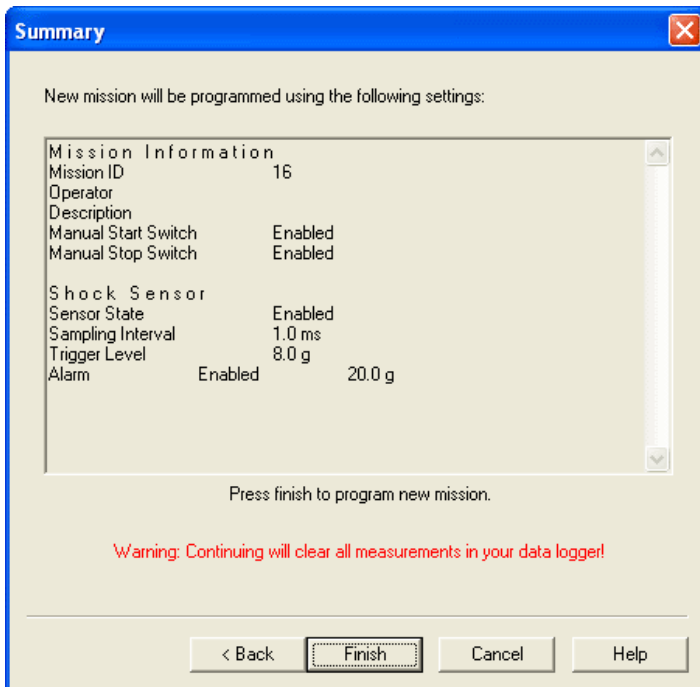 Summary
New mission will be programmed using the following settings:
Mission Information
Mission ID 16
Operator
Description
Manual Start Switch Enabled
Manual Stop Switch Enabled
Shock Sensor
Sensor State Enabled
Sampling Interval 1.0 ms
Trigger Level 8.0 g
Alarm Enabled 20.0 g
Press finish to program new mission.
Warning: Continuing will clear all measurements in your data logger!
< Back Finish Cancel Help